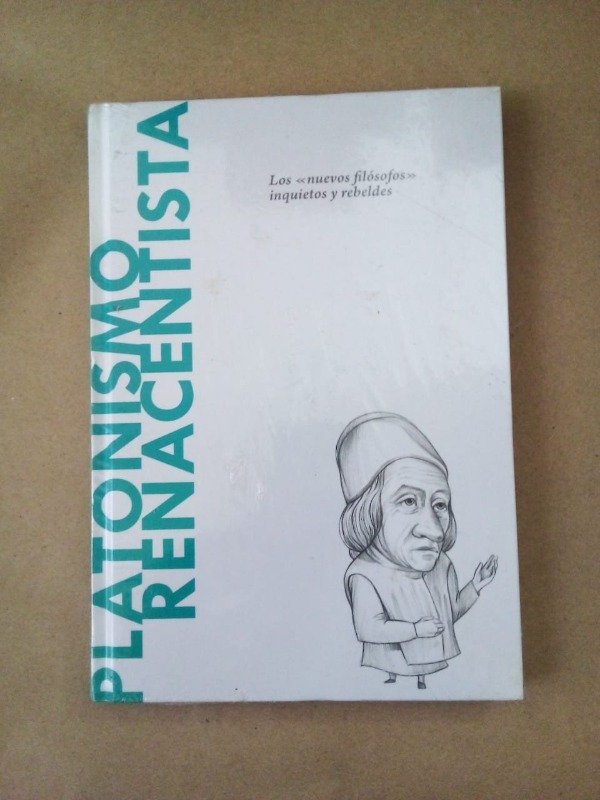 PLATONISMO
RENACENTISTA
Los «nuevos filósofos»
inquietos y rebeldes